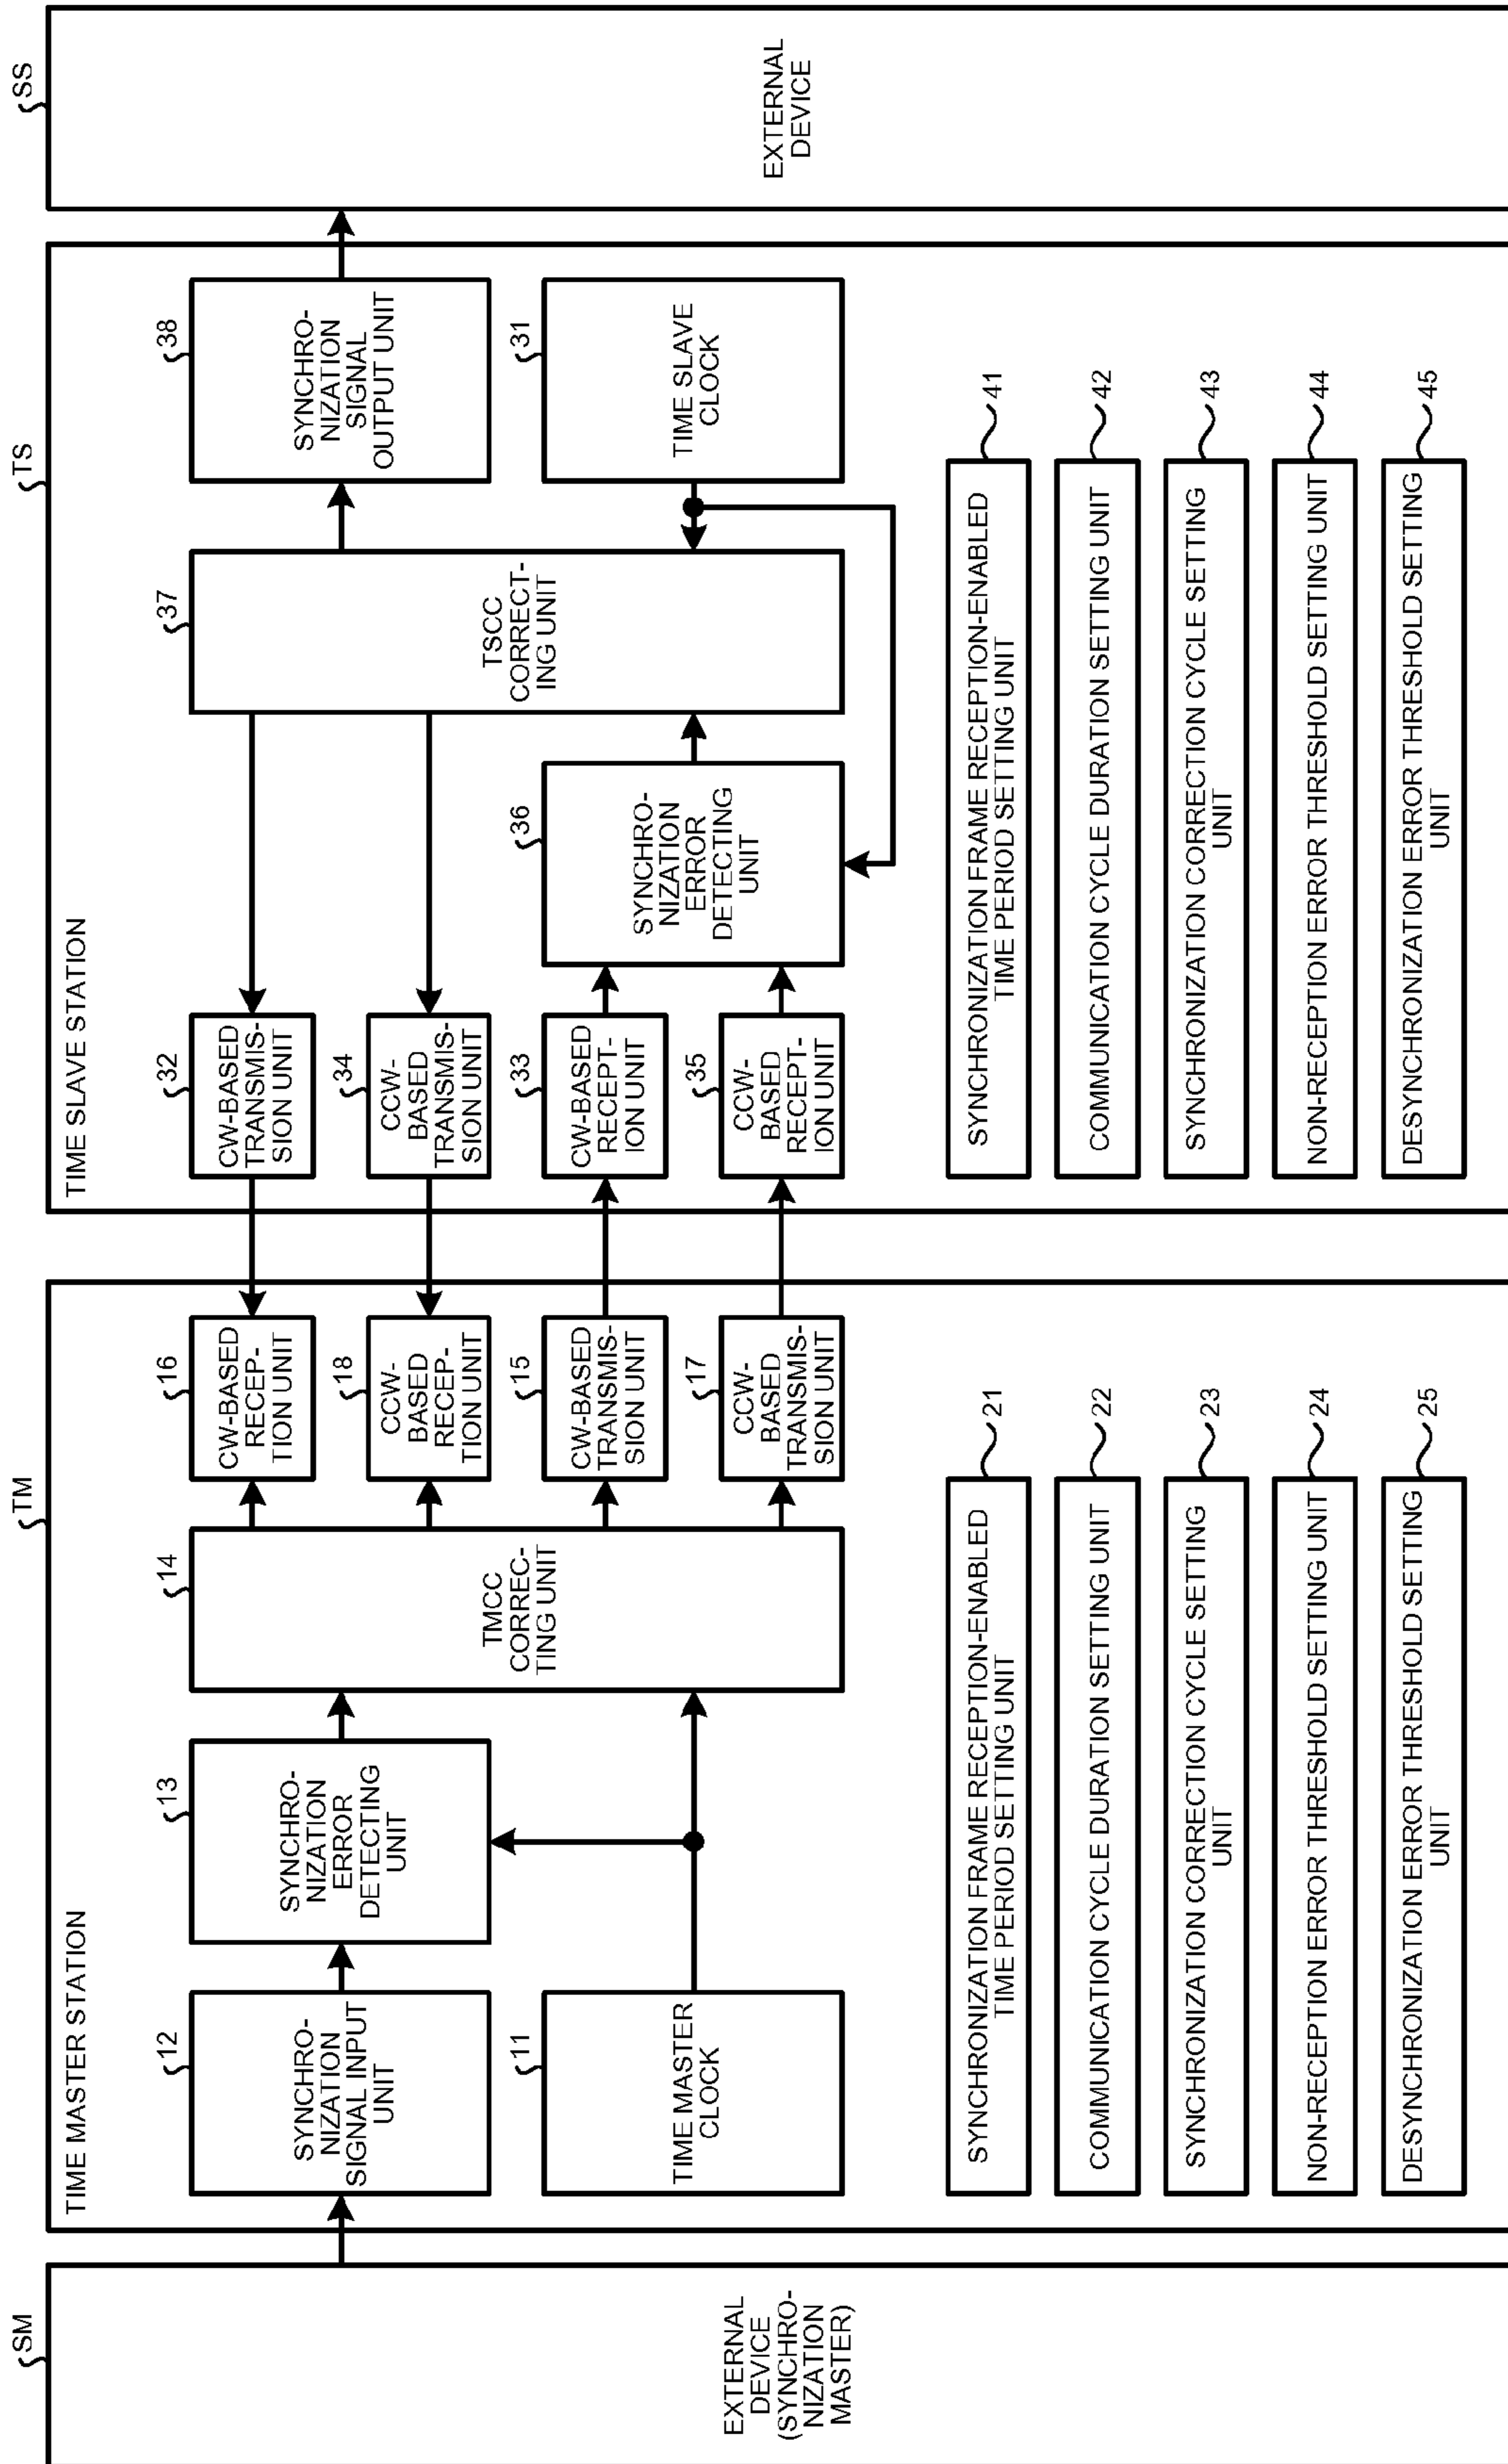 SM
EXTERNAL
DEVICE
(SYNCHRO-
NIZATION
MASTER)
TM
TIME MASTER STATION
12
SYNCHRO-
NIZATION
SIGNAL INPUT
UNIT
11
TIME MASTER
CLOCK
13
SYNCHRO-
NIZATION
ERROR
DETECTING
UNIT
14
TMCC
CORREC-
TING UNIT
16
CW-BASED
RECEP-
TION UNIT
18
CCW-
BASED
RECEP-
TION UNIT
15
CW-BASED
TRANSMIS-
SION UNIT
17
CCW-
BASED
TRANSMIS-
SION UNIT
SYNCHRONIZATION FRAME RECEPTION-ENABLED
TIME PERIOD SETTING UNIT
21
COMMUNICATION CYCLE DURATION SETTING UNIT
22
SYNCHRONIZATION CORRECTION CYCLE SETTING
UNIT
23
NON-RECEPTION ERROR THRESHOLD SETTING UNIT
24
DESYNCHRONIZATION ERROR THRESHOLD SETTING
UNIT
25
TS
TIME SLAVE STATION
32
CW-BASED
TRANSMIS-
SION UNIT
34
CCW-
BASED
TRANSMIS-
SION UNIT
33
CW-BASED
RECEPT-
ION UNIT
35
CCW-
BASED
RECEPT-
ION UNIT
36
SYNCHRO-
NIZATION
ERROR
DETECTING
UNIT
37
TSCC
CORRECT-
ING UNIT
38
SYNCHRO-
NIZATION
SIGNAL
OUTPUT UNIT
31
TIME SLAVE
CLOCK
SYNCHRONIZATION FRAME RECEPTION-ENABLED
TIME PERIOD SETTING UNIT
41
COMMUNICATION CYCLE DURATION SETTING UNIT
42
SYNCHRONIZATION CORRECTION CYCLE SETTING
UNIT
43
NON-RECEPTION ERROR THRESHOLD SETTING UNIT
44
DESYNCHRONIZATION ERROR THRESHOLD SETTING
UNIT
45
SS
EXTERNAL
DEVICE